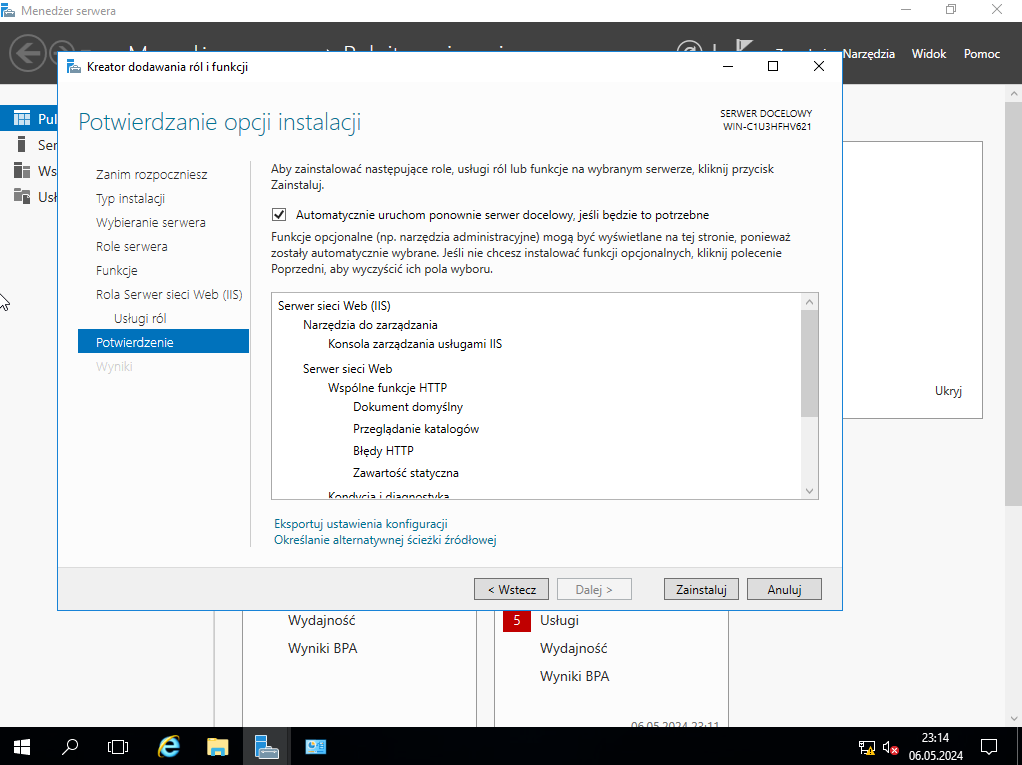 Menedżer serwera
Narzędzia
Widok
Pomoc
Kreator dodawania ról i funkcji
Potwierdzanie opcji instalacji
SERWER DOCELOWY
WIN-C1U3HFHV621
Zanim rozpoczniesz
Typ instalacji
Wybieranie serwera
Role serwera
Funkcje
Rola Serwer sieci Web (IIS)
Usługi ról
Potwierdzenie
Wyniki
Aby zainstalować następujące role, usługi ról lub funkcje na wybranym serwerze, kliknij przycisk
Zainstaluj.
Automatycznie uruchom ponownie serwer docelowy, jeśli będzie to potrzebne
Funkcje opcjonalne (np. narzędzia administracyjne) mogą być wyświetlane na tej stronie, ponieważ
zostały automatycznie wybrane. Jeśli nie chcesz instalować funkcji opcjonalnych, kliknij polecenie
Poprzedni, aby wyczyścić ich pola wyboru.
Serwer sieci Web (IIS)
Narzędzia do zarządzania
Konsola zarządzania usługami IIS
Serwer sieci Web
Wspólne funkcje HTTP
Dokument domyślny
Przeglądanie katalogów
Błędy HTTP
Zawartość statyczna
Kondycja i diagnostyka
Eksportuj ustawienia konfiguracji
Określanie alternatywnej ścieżki źródłowej
< Wstecz
Dalej >
Zainstaluj
Anuluj
Ukryj
Wydajność
Wyniki BPA
5 Usługi
Wydajność
Wyniki BPA
06.05.2024 23:11
23:14
06.05.2024